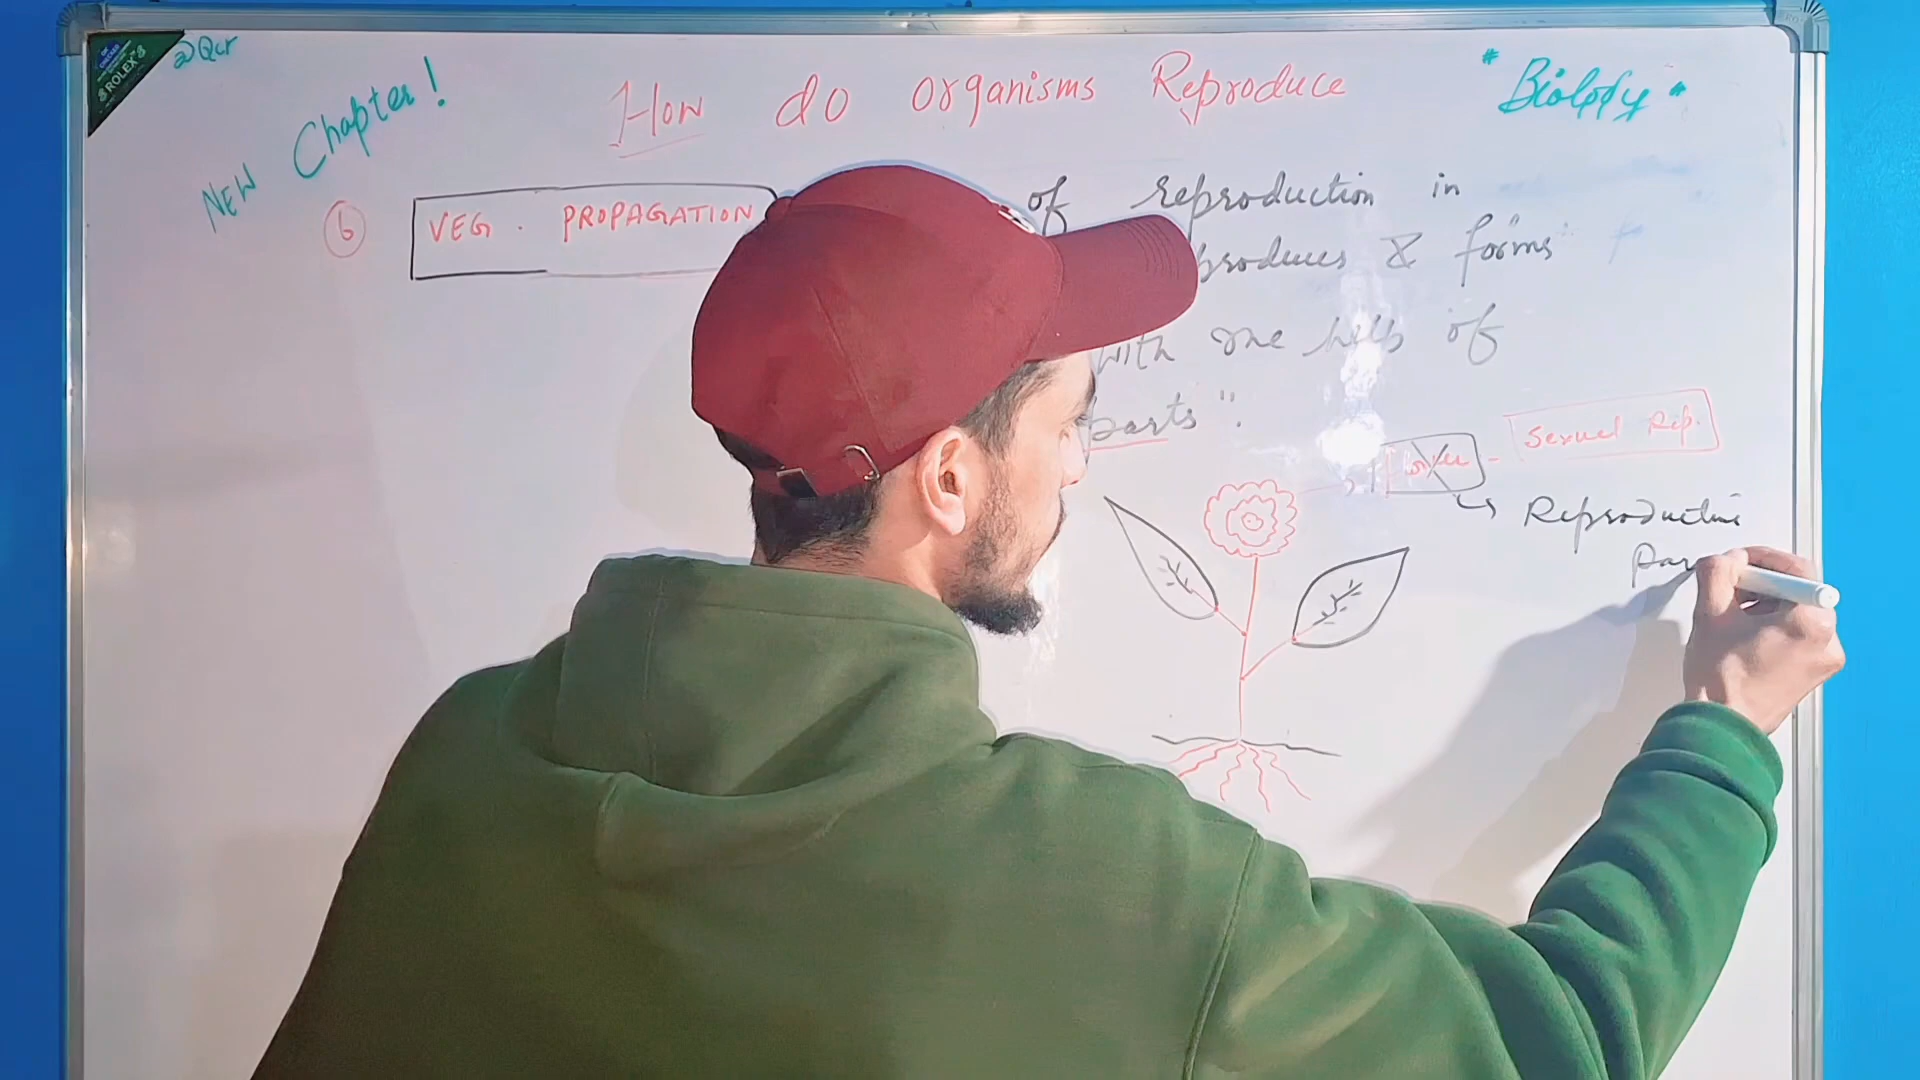 @Qcr
NEW Chapter!
How do organisms Reproduce
"Biology"
6 VEG. PROPAGATION
of reproduction in
produces & forms
with the help of
parts".
Flower - Sexual Rep.
Reproductive
Par
ROLEX